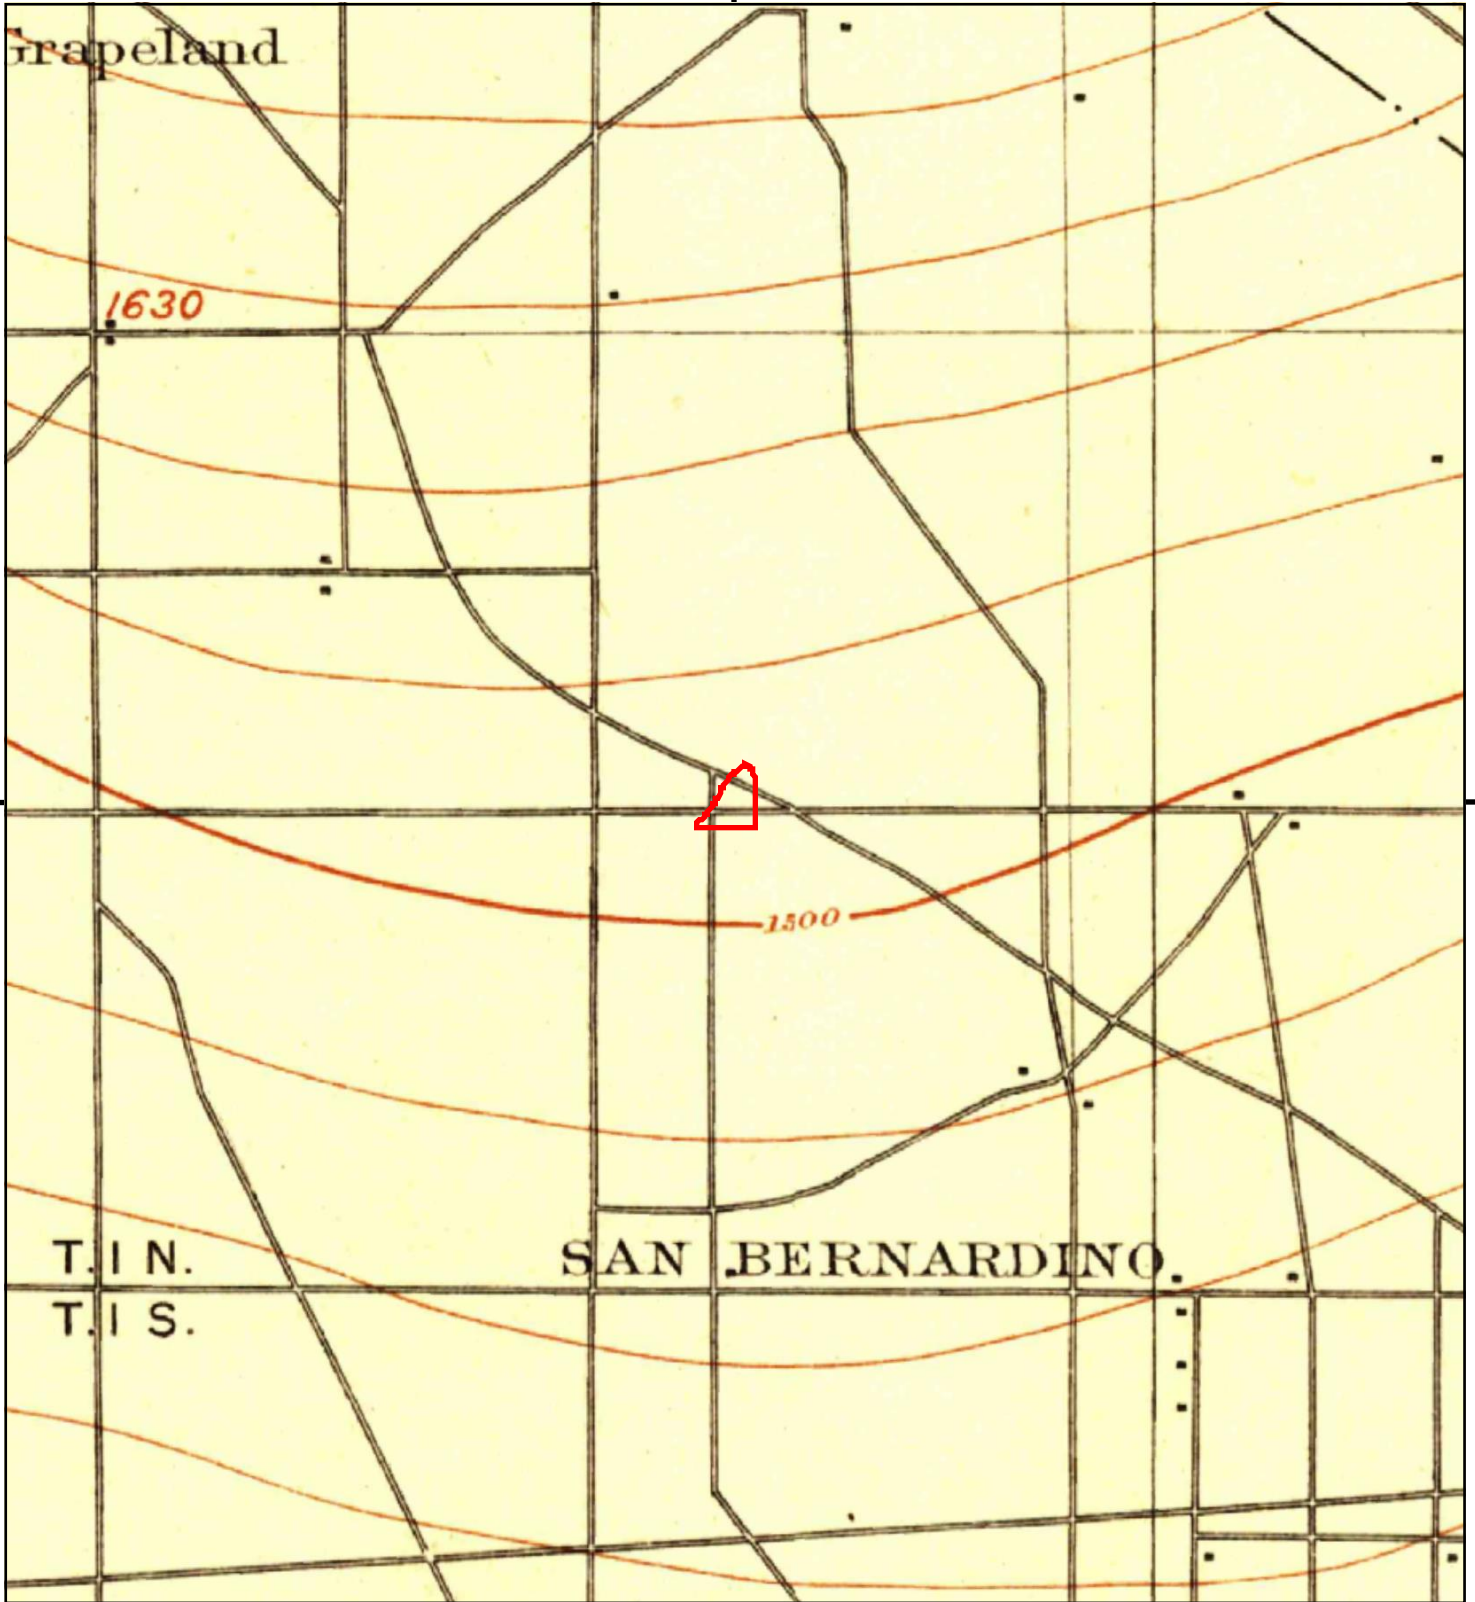 Grapeland
1630
1500
T. 1 N.
SAN BERNARDINO
T. 1 S.